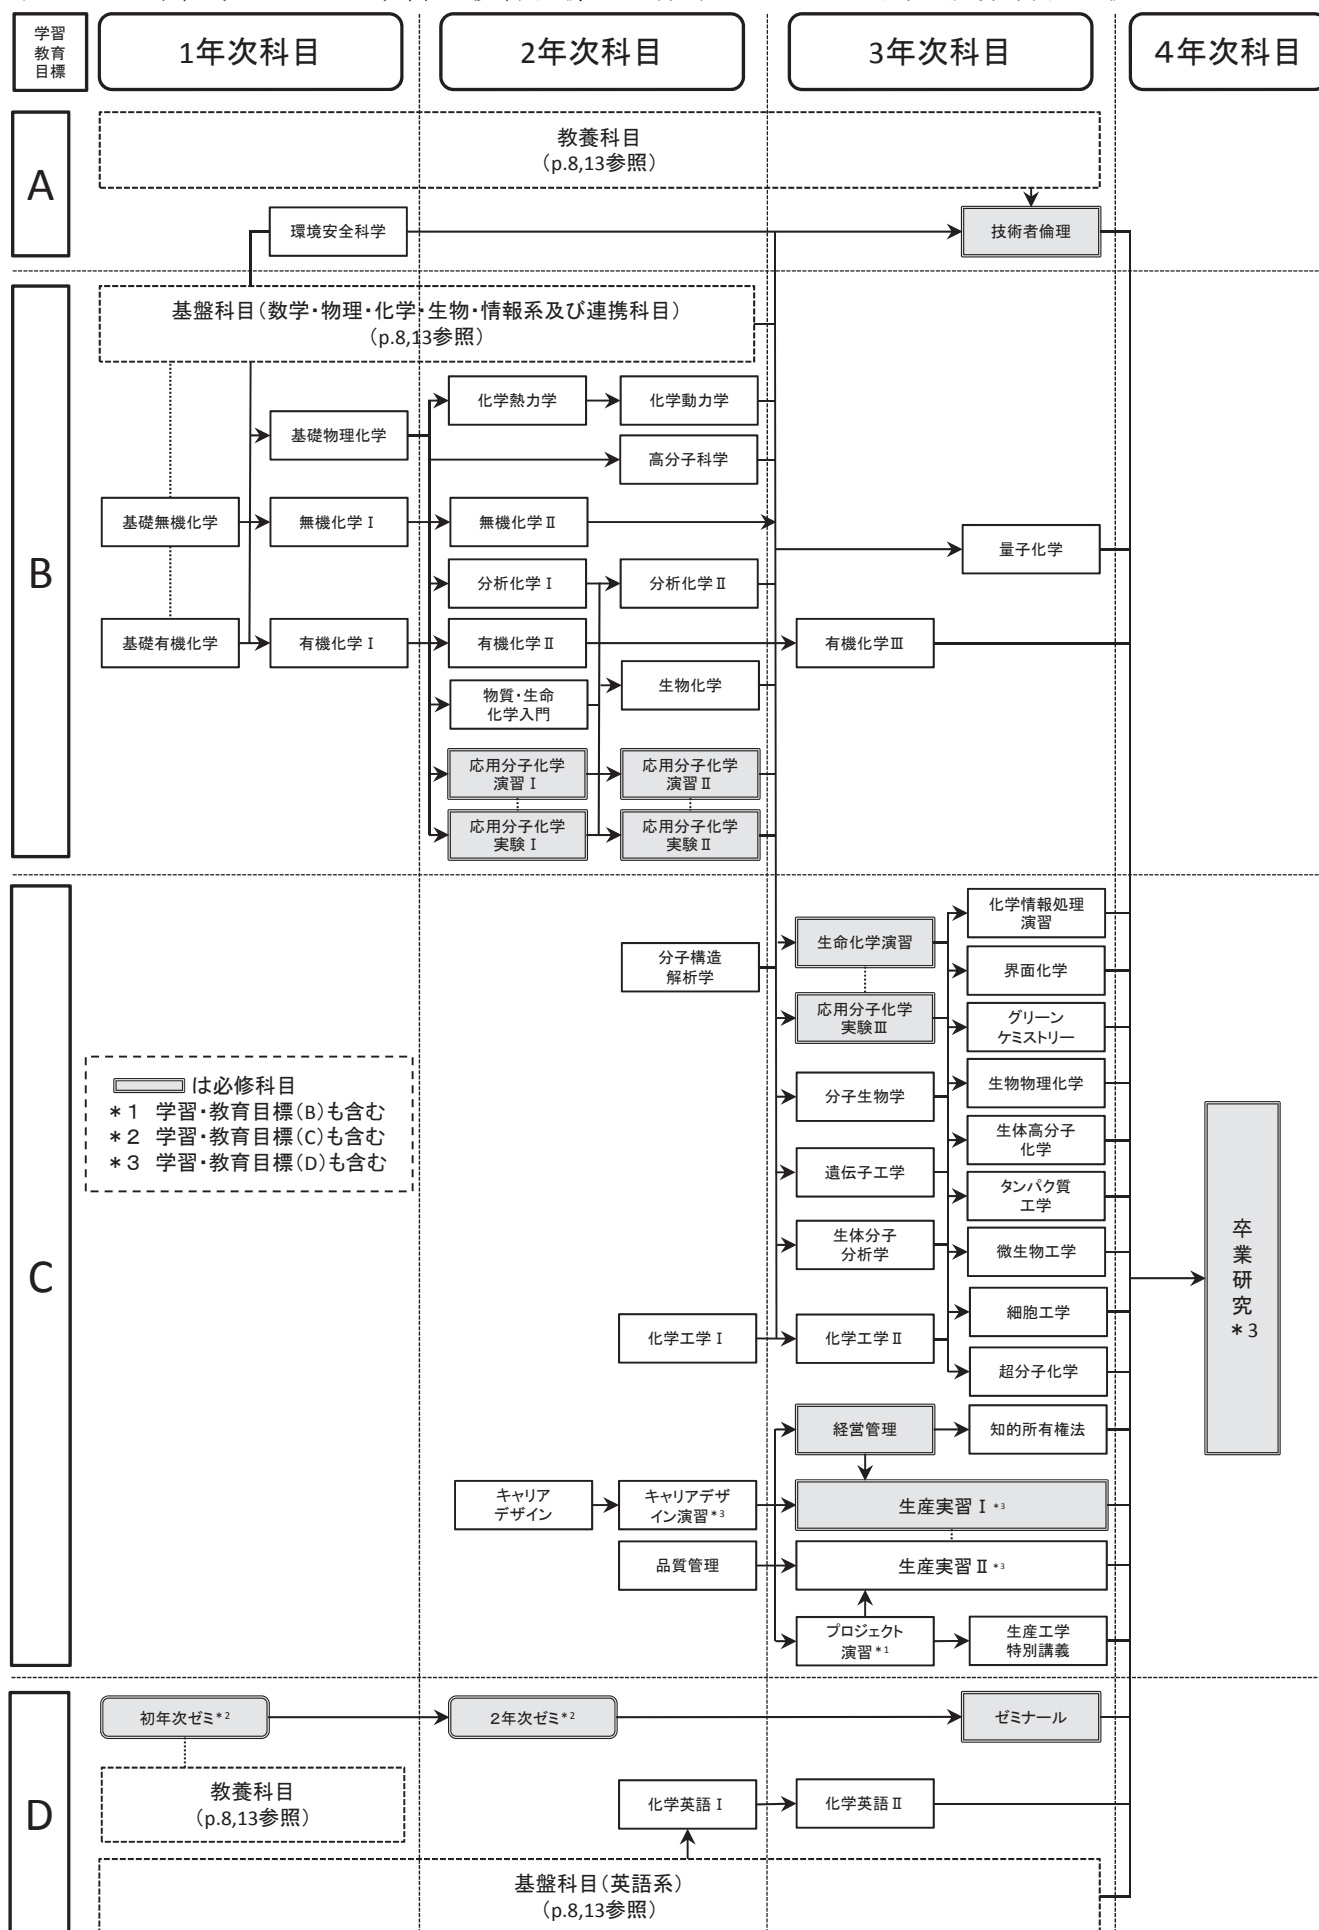 学習
教育
目標
1年次科目
2年次科目
3年次科目
4年次科目
A
教養科目
(p.8,13参照)
環境安全科学
技術者倫理
B
基盤科目(数学・物理・化学・生物・情報系及び連携科目)
(p.8,13参照)
化学熱力学
化学動力学
基礎物理化学
高分子科学
基礎無機化学
無機化学Ⅰ
無機化学Ⅱ
量子化学
分析化学Ⅰ
分析化学Ⅱ
基礎有機化学
有機化学Ⅰ
有機化学Ⅱ
有機化学Ⅲ
物質・生命
化学入門
生物化学
応用分子化学
演習Ⅰ
応用分子化学
演習Ⅱ
応用分子化学
実験Ⅰ
応用分子化学
実験Ⅱ
C
分子構造
解析学
生命化学演習
化学情報処理
演習
界面化学
応用分子化学
実験Ⅲ
グリーン
ケミストリー
は必修科目
*1 学習・教育目標(B)も含む
*2 学習・教育目標(C)も含む
*3 学習・教育目標(D)も含む
分子生物学
生物物理化学
生体高分子
化学
遺伝子工学
タンパク質
工学
生体分子
分析学
微生物工学
化学工学Ⅰ
化学工学Ⅱ
細胞工学
超分子化学
卒
業
研
究
*3
経営管理
知的所有権法
キャリア
デザイン
キャリアデザ
イン演習*3
生産実習Ⅰ*3
品質管理
生産実習Ⅱ*3
プロジェクト
演習*1
生産工学
特別講義
D
初年次ゼミ*2
2年次ゼミ*2
ゼミナール
教養科目
(p.8,13参照)
化学英語Ⅰ
化学英語Ⅱ
基盤科目(英語系)
(p.8,13参照)